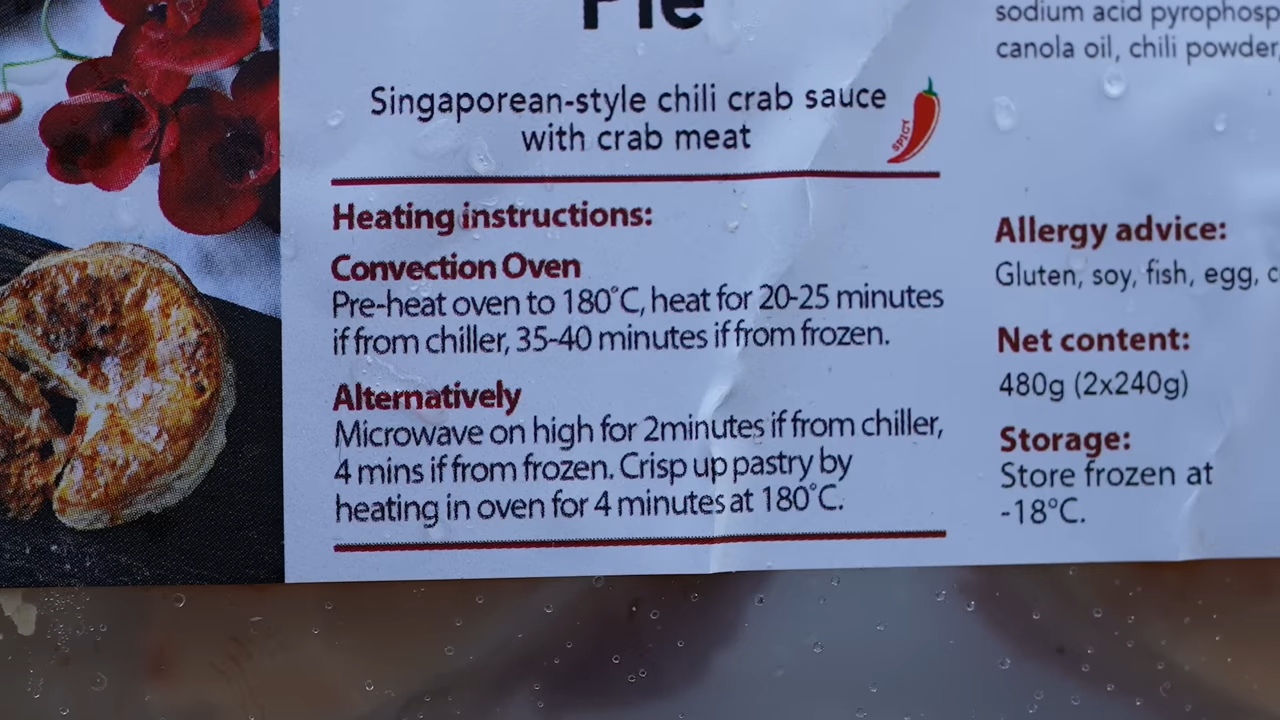 Pie
Singaporean-style chili crab sauce
with crab meat
SPICY
Heating instructions:
Convection Oven
Pre-heat oven to 180°C, heat for 20-25 minutes
if from chiller, 35-40 minutes if from frozen.
Alternatively
Microwave on high for 2minutes if from chiller,
4 mins if from frozen. Crisp up pastry by
heating in oven for 4 minutes at 180°C.
sodium acid
canola oil, chili powder,
Allergy advice:
Gluten, soy, fish, egg,
Net content:
480g (2x240g)
Storage:
Store frozen at
-18°C.